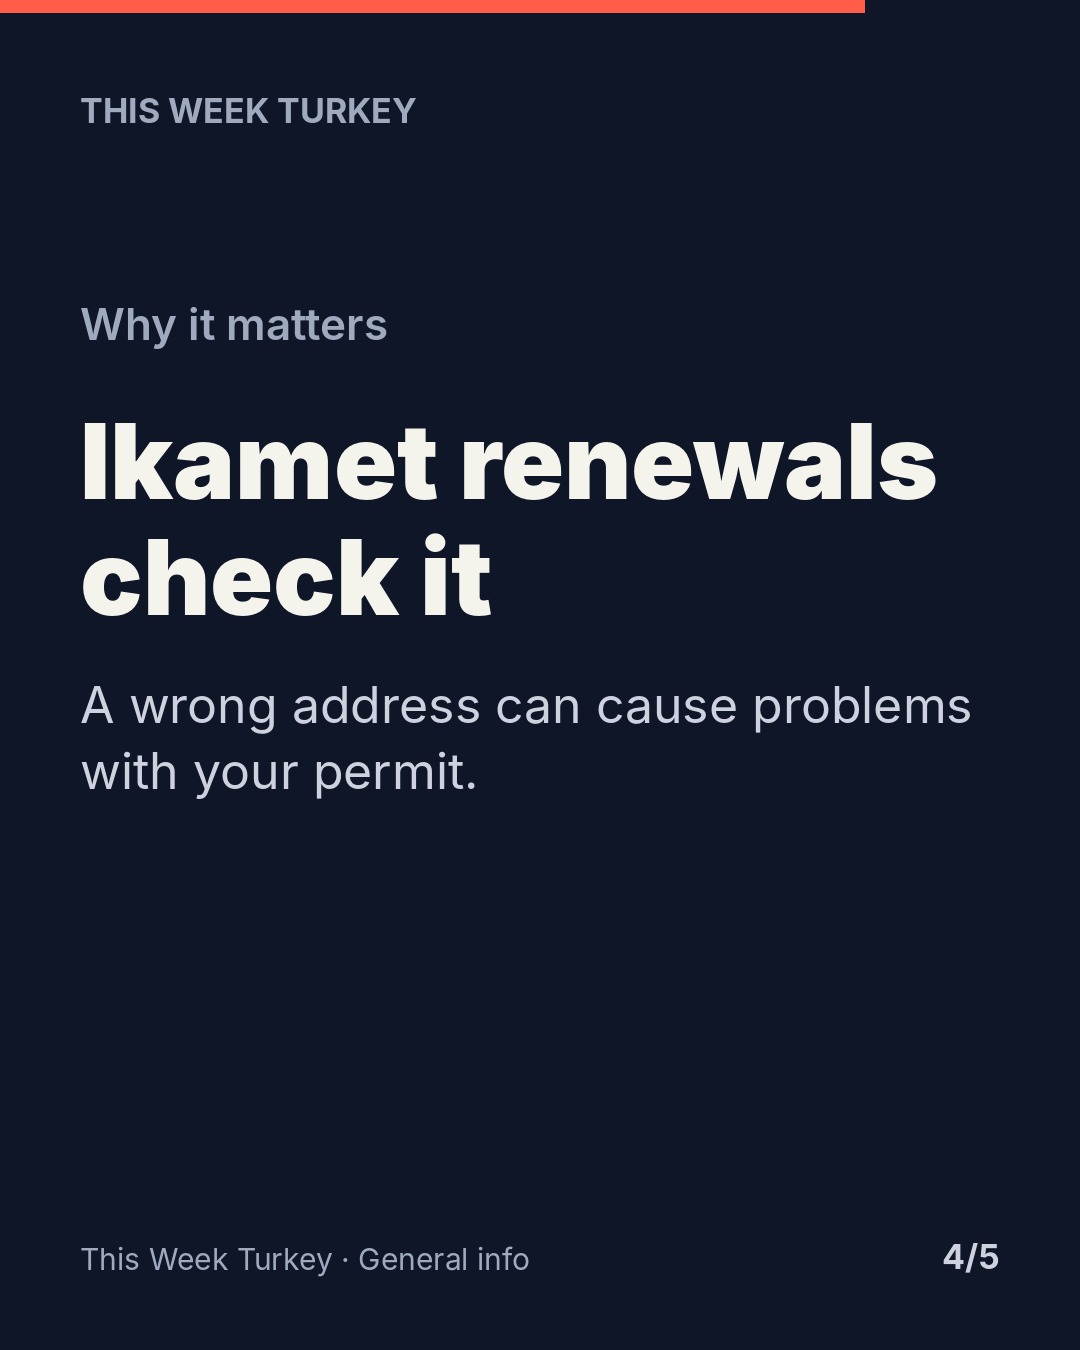 THIS WEEK TURKEY
Why it matters
Ikamet renewals
check it
A wrong address can cause problems
with your permit.
This Week Turkey · General info
4/5